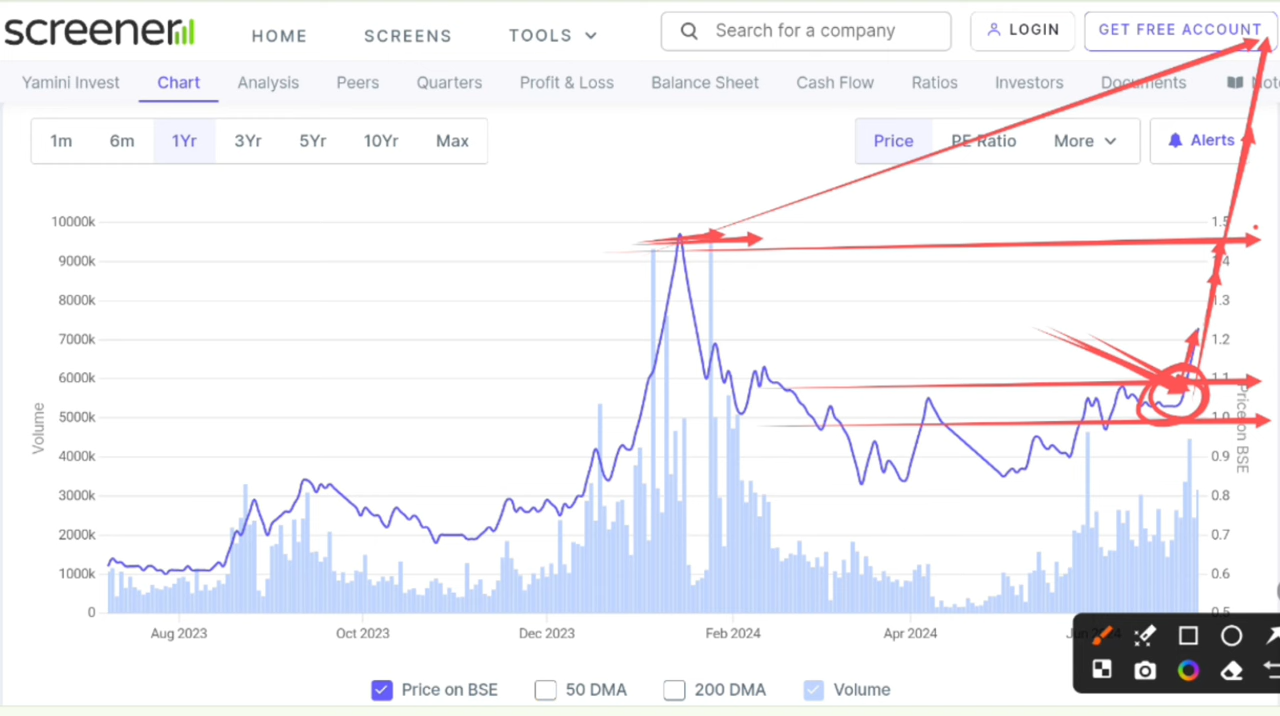 screener
HOME SCREENS TOOLS
Search for a company
LOGIN
GET FREE ACCOUNT
Yamini Invest Chart Analysis Peers Quarters Profit & Loss Balance Sheet Cash Flow Ratios Investors Documents
1m 6m 1Yr 3Yr 5Yr 10Yr Max
Price PE Ratio More
Alerts
10000k 1.5
9000k 1.4
8000k 1.3
7000k 1.2
6000k 1.1
5000k 1.0
4000k 0.9
3000k 0.8
2000k 0.7
1000k 0.6
0 0.5
Volume
Price on BSE
Aug 2023 Oct 2023 Dec 2023 Feb 2024 Apr 2024 Jun 2024
Price on BSE 50 DMA 200 DMA Volume